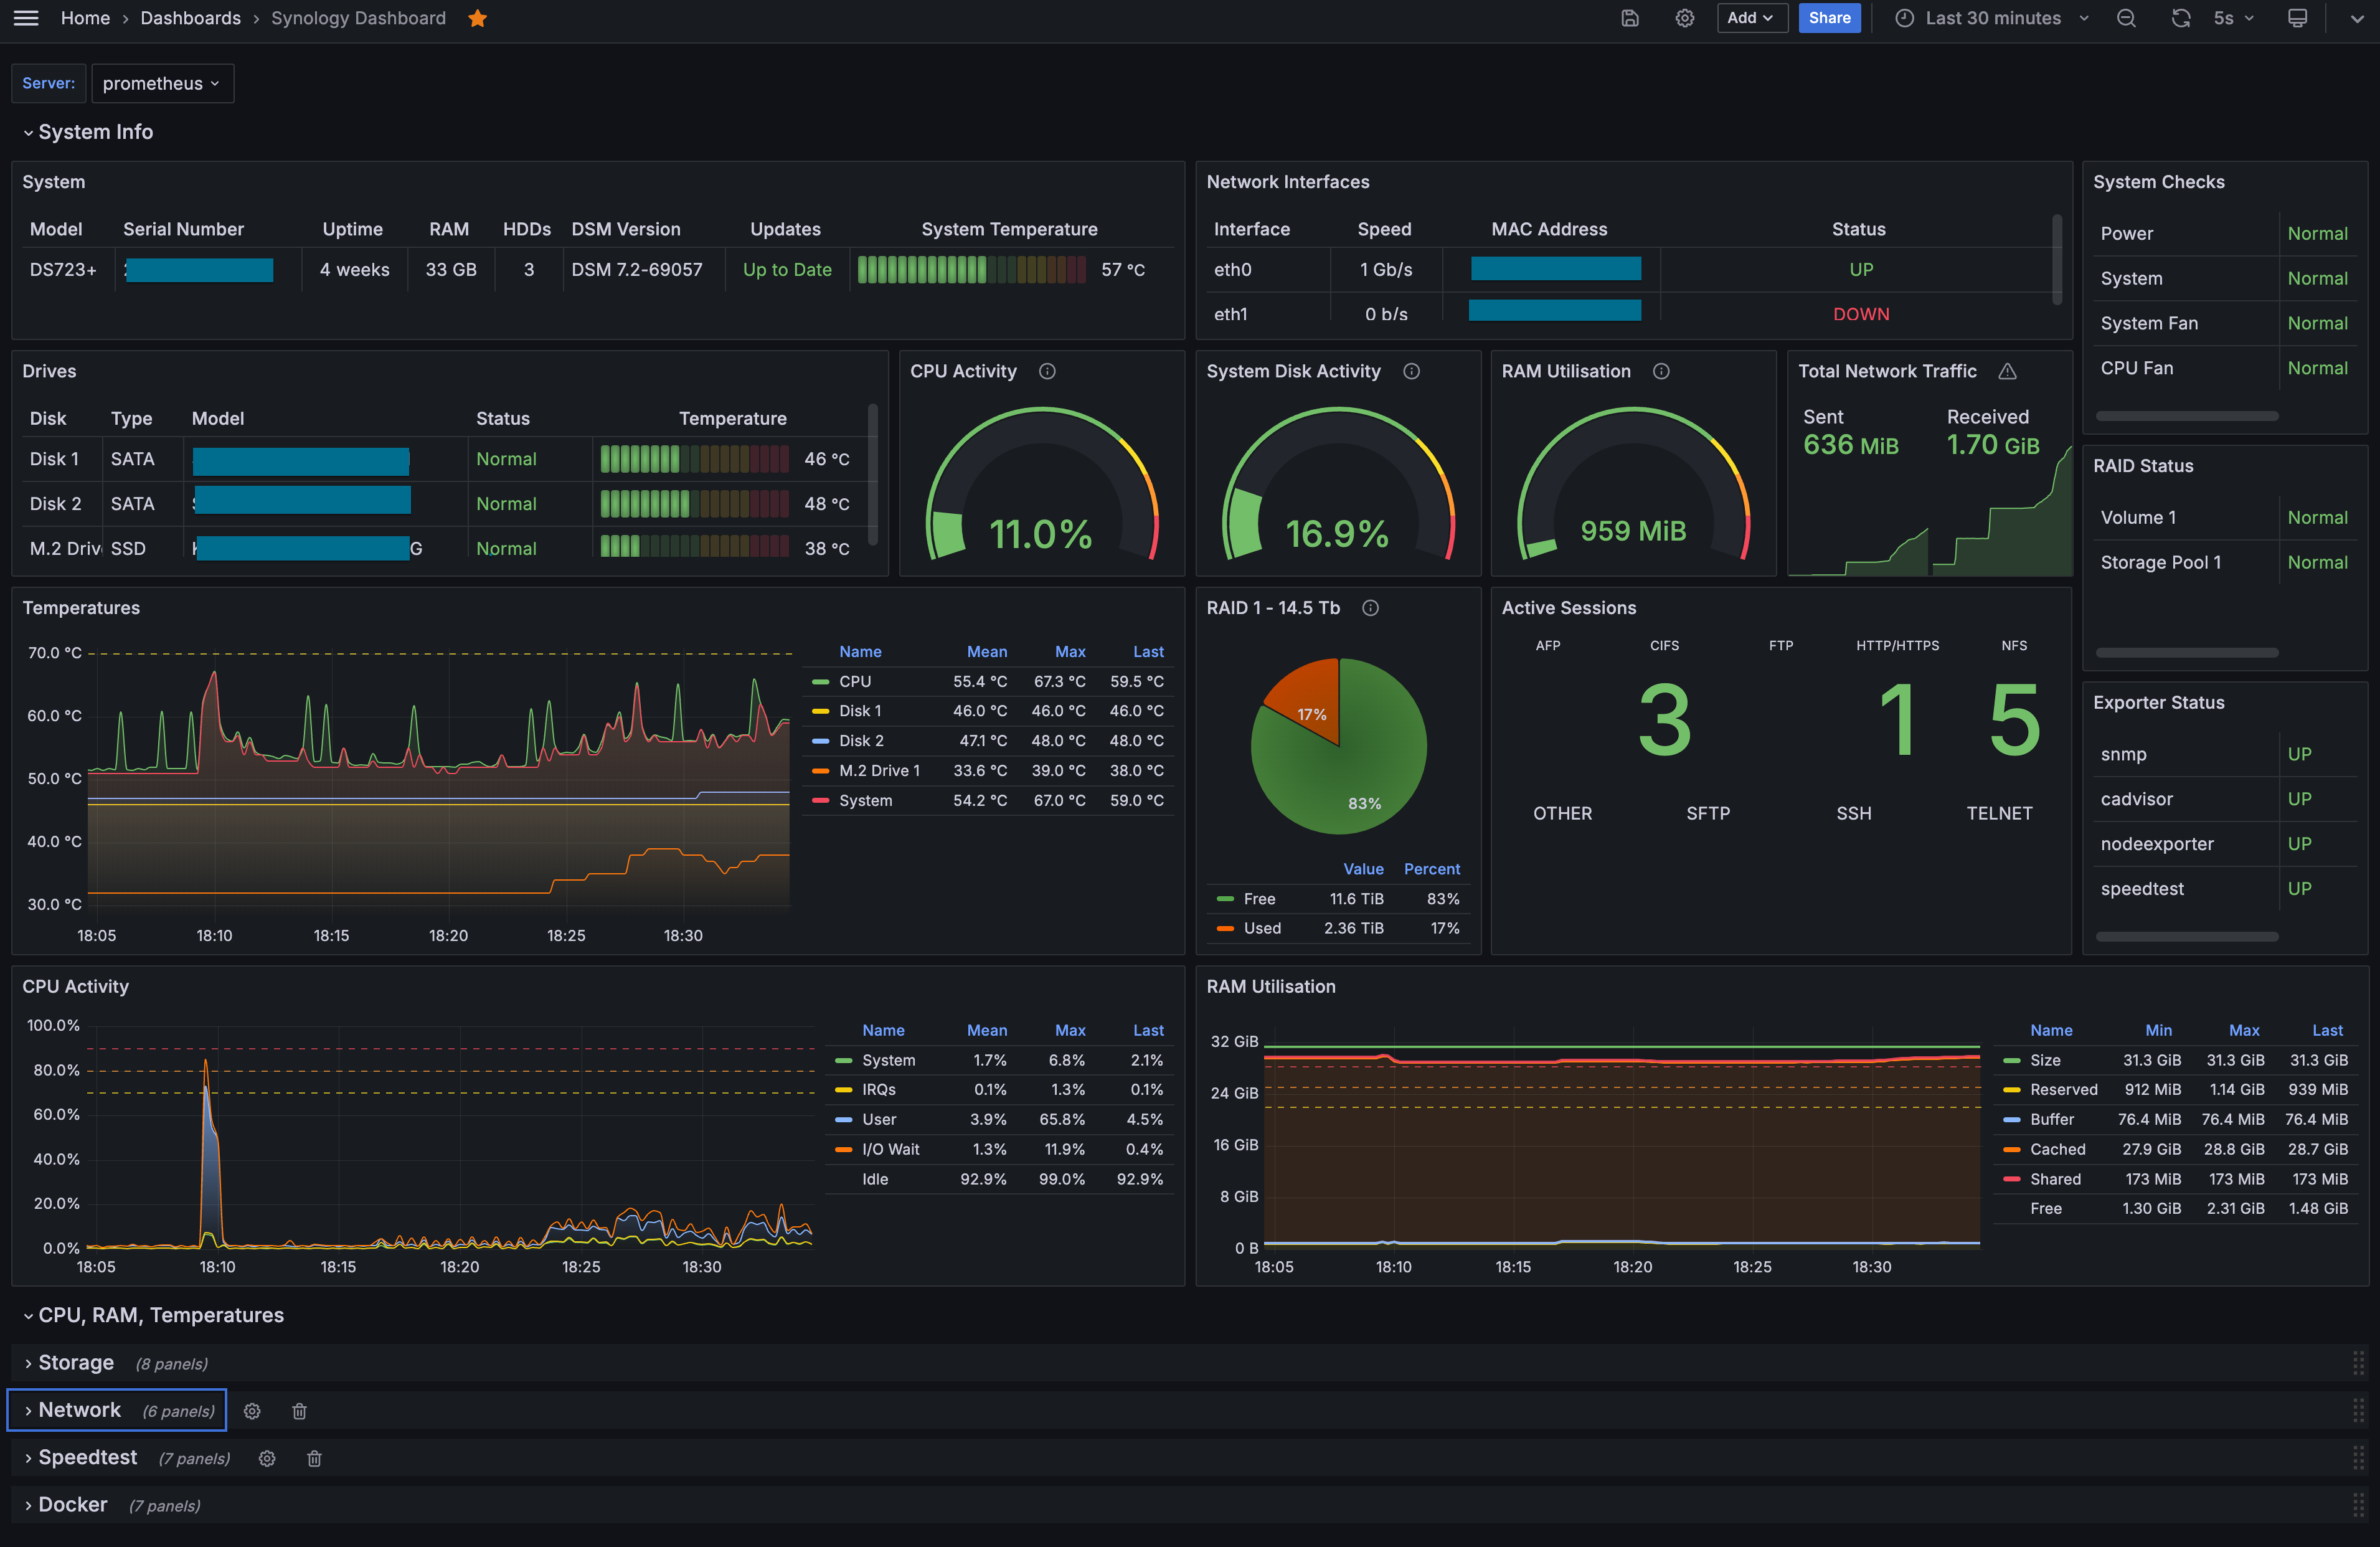 Home › Dashboards › Synology Dashboard
Add
Share
Last 30 minutes
5s
Server: prometheus
System Info
System
Model Serial Number Uptime RAM HDDs DSM Version Updates System Temperature
DS723+ 4 weeks 33 GB 3 DSM 7.2-69057 Up to Date 57 °C
Network Interfaces
Interface Speed MAC Address Status
eth0 1 Gb/s UP
eth1 0 b/s DOWN
System Checks
Power Normal
System Normal
System Fan Normal
CPU Fan Normal
Drives
Disk Type Model Status Temperature
Disk 1 SATA Normal 46 °C
Disk 2 SATA Normal 48 °C
M.2 Driv SSD G Normal 38 °C
CPU Activity
11.0%
System Disk Activity
16.9%
RAM Utilisation
959 MiB
Total Network Traffic
Sent Received
636 MiB 1.70 GiB
RAID Status
Volume 1 Normal
Storage Pool 1 Normal
Temperatures
70.0 °C
60.0 °C
50.0 °C
40.0 °C
30.0 °C
18:05 18:10 18:15 18:20 18:25 18:30
Name Mean Max Last
CPU 55.4 °C 67.3 °C 59.5 °C
Disk 1 46.0 °C 46.0 °C 46.0 °C
Disk 2 47.1 °C 48.0 °C 48.0 °C
M.2 Drive 1 33.6 °C 39.0 °C 38.0 °C
System 54.2 °C 67.0 °C 59.0 °C
RAID 1 - 14.5 Tb
17%
83%
Value Percent
Free 11.6 TiB 83%
Used 2.36 TiB 17%
Active Sessions
AFP CIFS FTP HTTP/HTTPS NFS
3 1 5
OTHER SFTP SSH TELNET
Exporter Status
snmp UP
cadvisor UP
nodeexporter UP
speedtest UP
CPU Activity
100.0%
80.0%
60.0%
40.0%
20.0%
0.0%
18:05 18:10 18:15 18:20 18:25 18:30
Name Mean Max Last
System 1.7% 6.8% 2.1%
IRQs 0.1% 1.3% 0.1%
User 3.9% 65.8% 4.5%
I/O Wait 1.3% 11.9% 0.4%
Idle 92.9% 99.0% 92.9%
RAM Utilisation
32 GiB
24 GiB
16 GiB
8 GiB
0 B
18:05 18:10 18:15 18:20 18:25 18:30
Name Min Max Last
Size 31.3 GiB 31.3 GiB 31.3 GiB
Reserved 912 MiB 1.14 GiB 939 MiB
Buffer 76.4 MiB 76.4 MiB 76.4 MiB
Cached 27.9 GiB 28.8 GiB 28.7 GiB
Shared 173 MiB 173 MiB 173 MiB
Free 1.30 GiB 2.31 GiB 1.48 GiB
CPU, RAM, Temperatures
Storage (8 panels)
Network (6 panels)
Speedtest (7 panels)
Docker (7 panels)